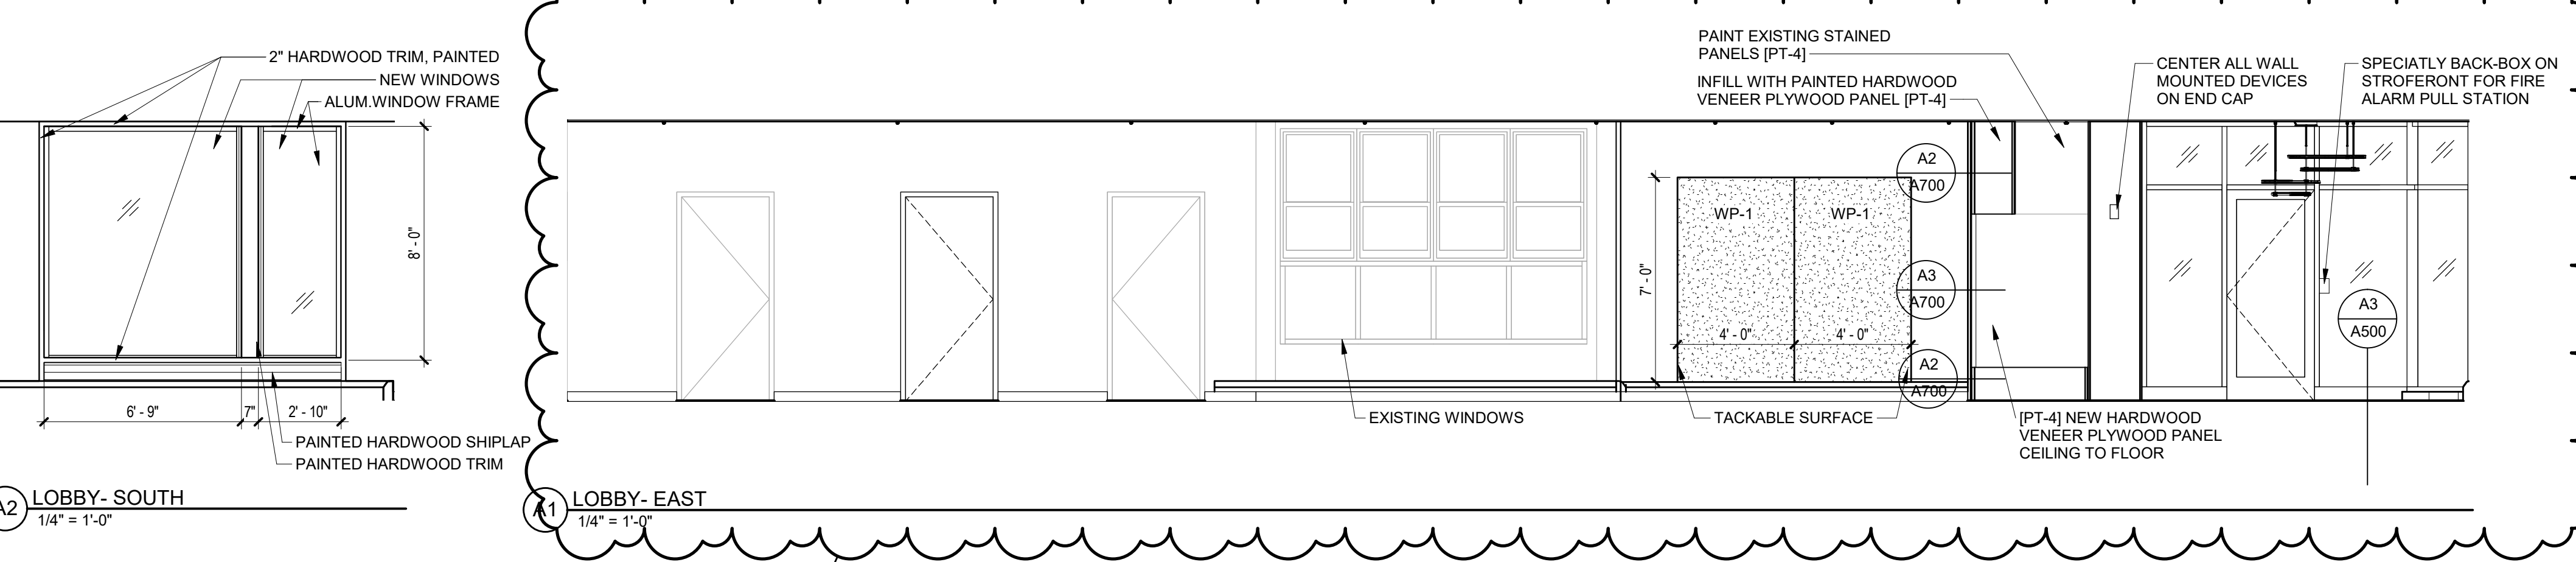 2" HARDWOOD TRIM, PAINTED
NEW WINDOWS
ALUM.WINDOW FRAME
8' - 0"
6' - 9"
7"
2' - 10"
PAINTED HARDWOOD SHIPLAP
PAINTED HARDWOOD TRIM
A2
LOBBY- SOUTH
1/4" = 1'-0"
PAINT EXISTING STAINED
PANELS [PT-4]
INFILL WITH PAINTED HARDWOOD
VENEER PLYWOOD PANEL [PT-4]
CENTER ALL WALL
MOUNTED DEVICES
ON END CAP
SPECIATLY BACK-BOX ON
STROFERONT FOR FIRE
ALARM PULL STATION
A2
A700
WP-1
WP-1
7' - 0"
A3
A700
4' - 0"
4' - 0"
A3
A500
A2
A700
EXISTING WINDOWS
TACKABLE SURFACE
[PT-4] NEW HARDWOOD
VENEER PLYWOOD PANEL
CEILING TO FLOOR
A1
LOBBY- EAST
1/4" = 1'-0"